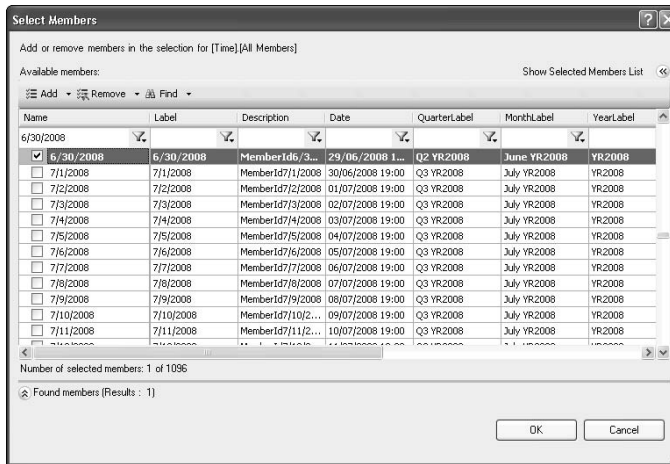 Select Members
Add or remove members in the selection for [Time].[All Members]
Available members: Show Selected Members List
Add Remove Find
Name Label Description Date QuarterLabel MonthLabel YearLabel
6/30/2008
6/30/2008 6/30/2008 MemberId6/3... 29/06/2008 1... Q2 YR2008 June YR2008 YR2008
7/1/2008 7/1/2008 MemberId7/1/2008 30/06/2008 19:00 Q3 YR2008 July YR2008 YR2008
7/2/2008 7/2/2008 MemberId7/2/2008 01/07/2008 19:00 Q3 YR2008 July YR2008 YR2008
7/3/2008 7/3/2008 MemberId7/3/2008 02/07/2008 19:00 Q3 YR2008 July YR2008 YR2008
7/4/2008 7/4/2008 MemberId7/4/2008 03/07/2008 19:00 Q3 YR2008 July YR2008 YR2008
7/5/2008 7/5/2008 MemberId7/5/2008 04/07/2008 19:00 Q3 YR2008 July YR2008 YR2008
7/6/2008 7/6/2008 MemberId7/6/2008 05/07/2008 19:00 Q3 YR2008 July YR2008 YR2008
7/7/2008 7/7/2008 MemberId7/7/2008 06/07/2008 19:00 Q3 YR2008 July YR2008 YR2008
7/8/2008 7/8/2008 MemberId7/8/2008 07/07/2008 19:00 Q3 YR2008 July YR2008 YR2008
7/9/2008 7/9/2008 MemberId7/9/2008 08/07/2008 19:00 Q3 YR2008 July YR2008 YR2008
7/10/2008 7/10/2008 MemberId7/10/2... 09/07/2008 19:00 Q3 YR2008 July YR2008 YR2008
7/11/2008 7/11/2008 MemberId7/11/2... 10/07/2008 19:00 Q3 YR2008 July YR2008 YR2008
Number of selected members: 1 of 1096
Found members (Results : 1)
OK Cancel